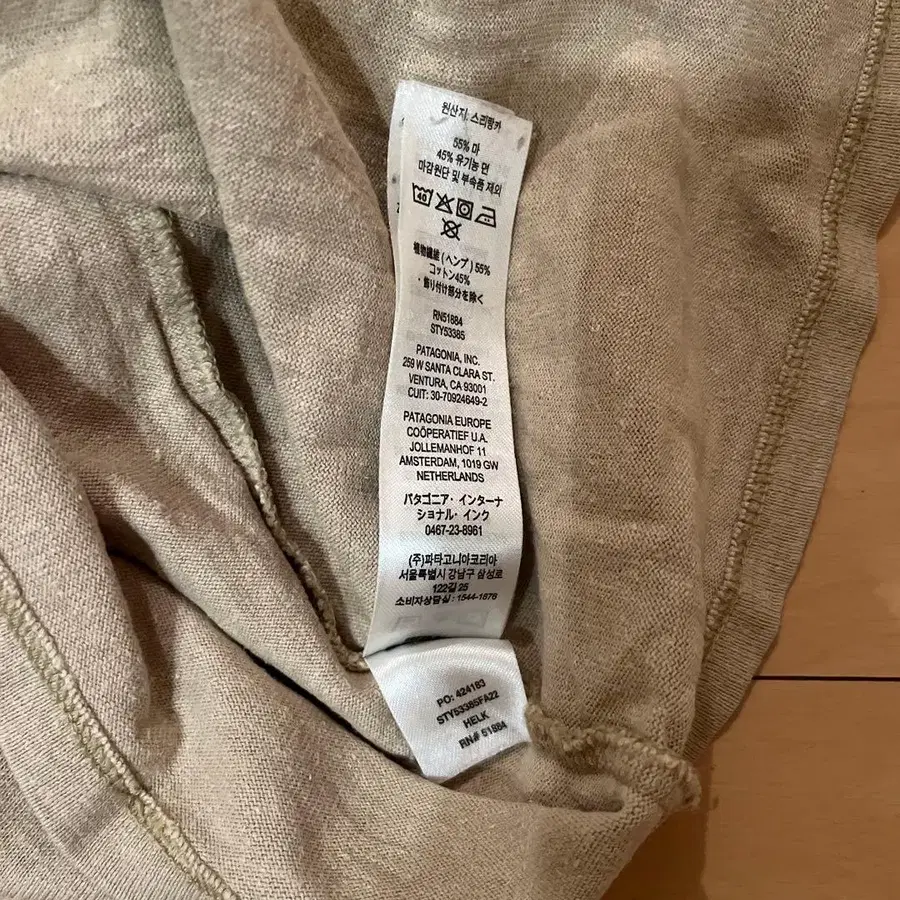 원산지: 스리랑카
55% 마
45% 유기농 면
마감원단 및 부속품 제외
40
植物繊維 (ヘンプ) 55%
コットン45%
・飾り付け部分を除く
RN51884
STY53385
PATAGONIA, INC.
259 W SANTA CLARA ST.
VENTURA, CA 93001
CUIT: 30-70924649-2
PATAGONIA EUROPE
COÖPERATIEF U.A.
JOLLEMANHOF 11
AMSTERDAM, 1019 GW
NETHERLANDS
パタゴニア・インターナ
ショナル・インク
0467-23-8961
(주)파타고니아코리아
서울특별시 강남구 삼성로
122길 25
소비자상담실 : 1544-1876
PO: 424183
STY53385FA22
HELK
RN# 51884